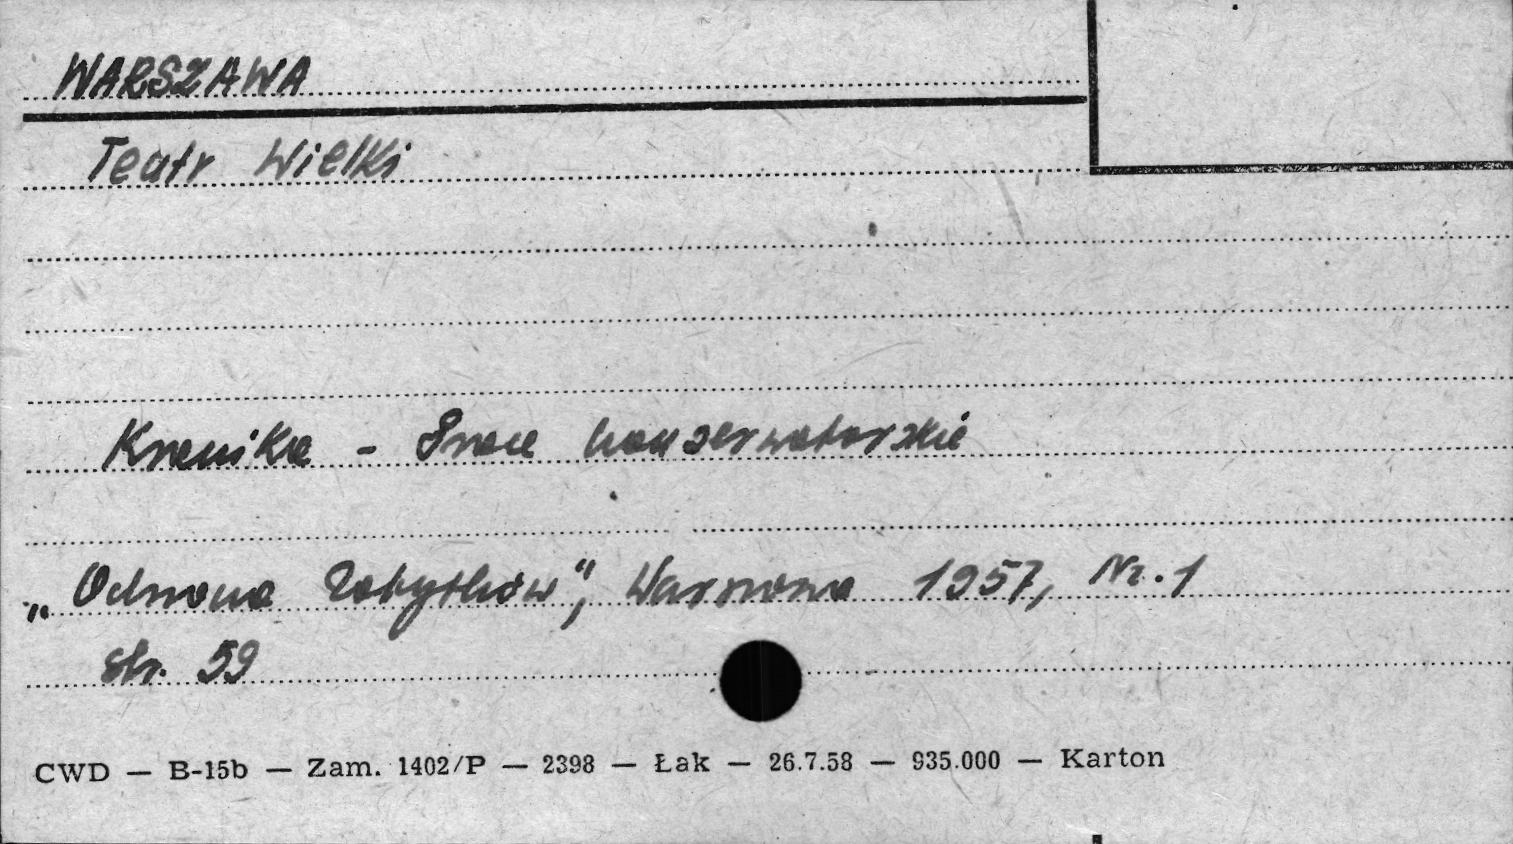 WARSZAWA
Teatr Wielki
Kronika - Prace konserwatorskie
„Ochrona Zabytków", Warszawa 1957, Nr. 1
str. 59
CWD — B-15b — Zam. 1402/P — 2398 — Łak — 26.7.58 — 935.000 — Karton